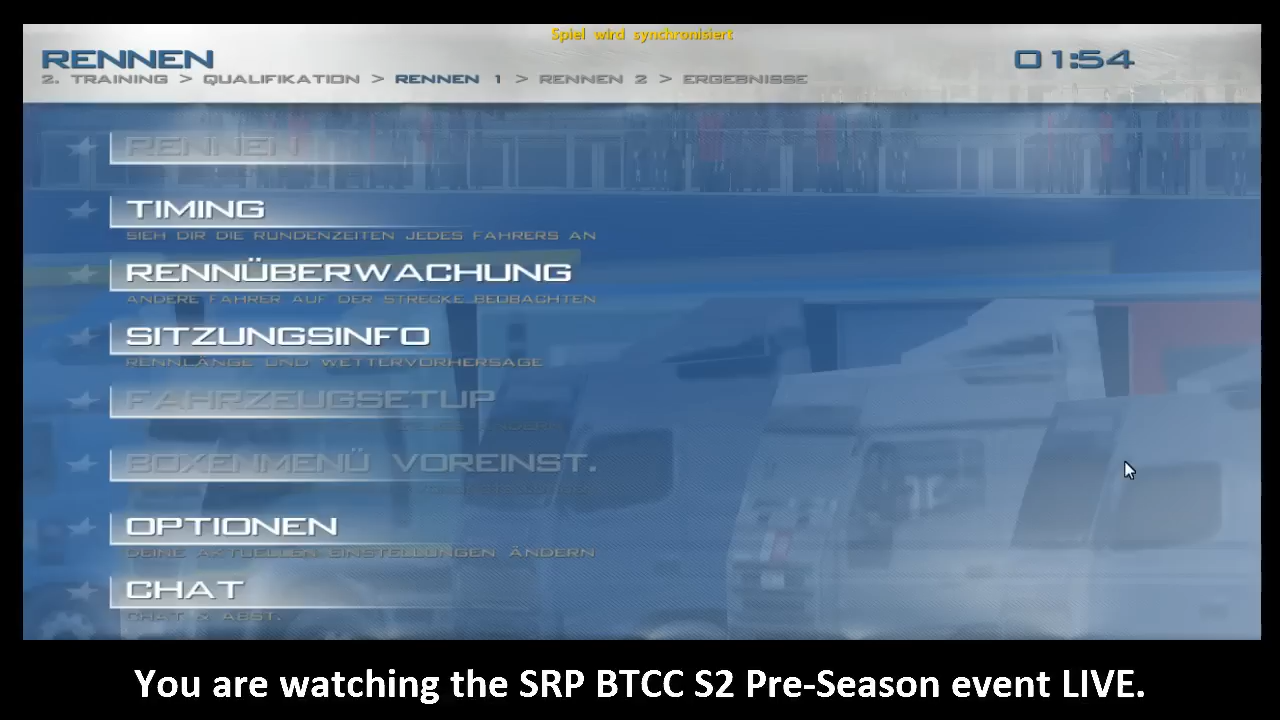 Spiel wird synchronisiert
RENNEN
01:54
2. TRAINING > QUALIFIKATION > RENNEN 1 > RENNEN 2 > ERGEBNISSE
RENNEN
TIMING
SIEH DIR DIE RUNDENZEITEN JEDES FAHRERS AN
RENNÜBERWACHUNG
ANDERE FAHRER AUF DER STRECKE BEOBACHTEN
SITZUNGSINFO
RENNLÄNGE UND WETTERVORHERSAGE
FAHRZEUGSETUP
ÄNDERN
BOXENMENÜ VOREINST.
OPTIONEN
DEINE AKTUELLEN EINSTELLUNGEN ÄNDERN
CHAT
CHAT & ABST.
You are watching the SRP BTCC S2 Pre-Season event LIVE.